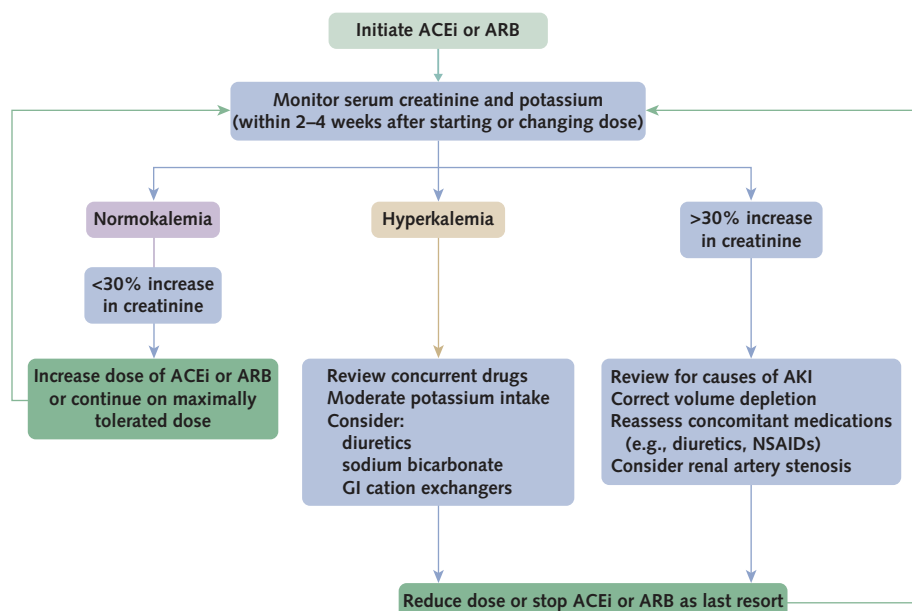 Initiate ACEi or ARB
Monitor serum creatinine and potassium
(within 2–4 weeks after starting or changing dose)
Normokalemia
<30% increase
in creatinine
Increase dose of ACEi or ARB
or continue on maximally
tolerated dose
Hyperkalemia
Review concurrent drugs
Moderate potassium intake
Consider:
diuretics
sodium bicarbonate
GI cation exchangers
>30% increase
in creatinine
Review for causes of AKI
Correct volume depletion
Reassess concomitant medications
(e.g., diuretics, NSAIDs)
Consider renal artery stenosis
Reduce dose or stop ACEi or ARB as last resort